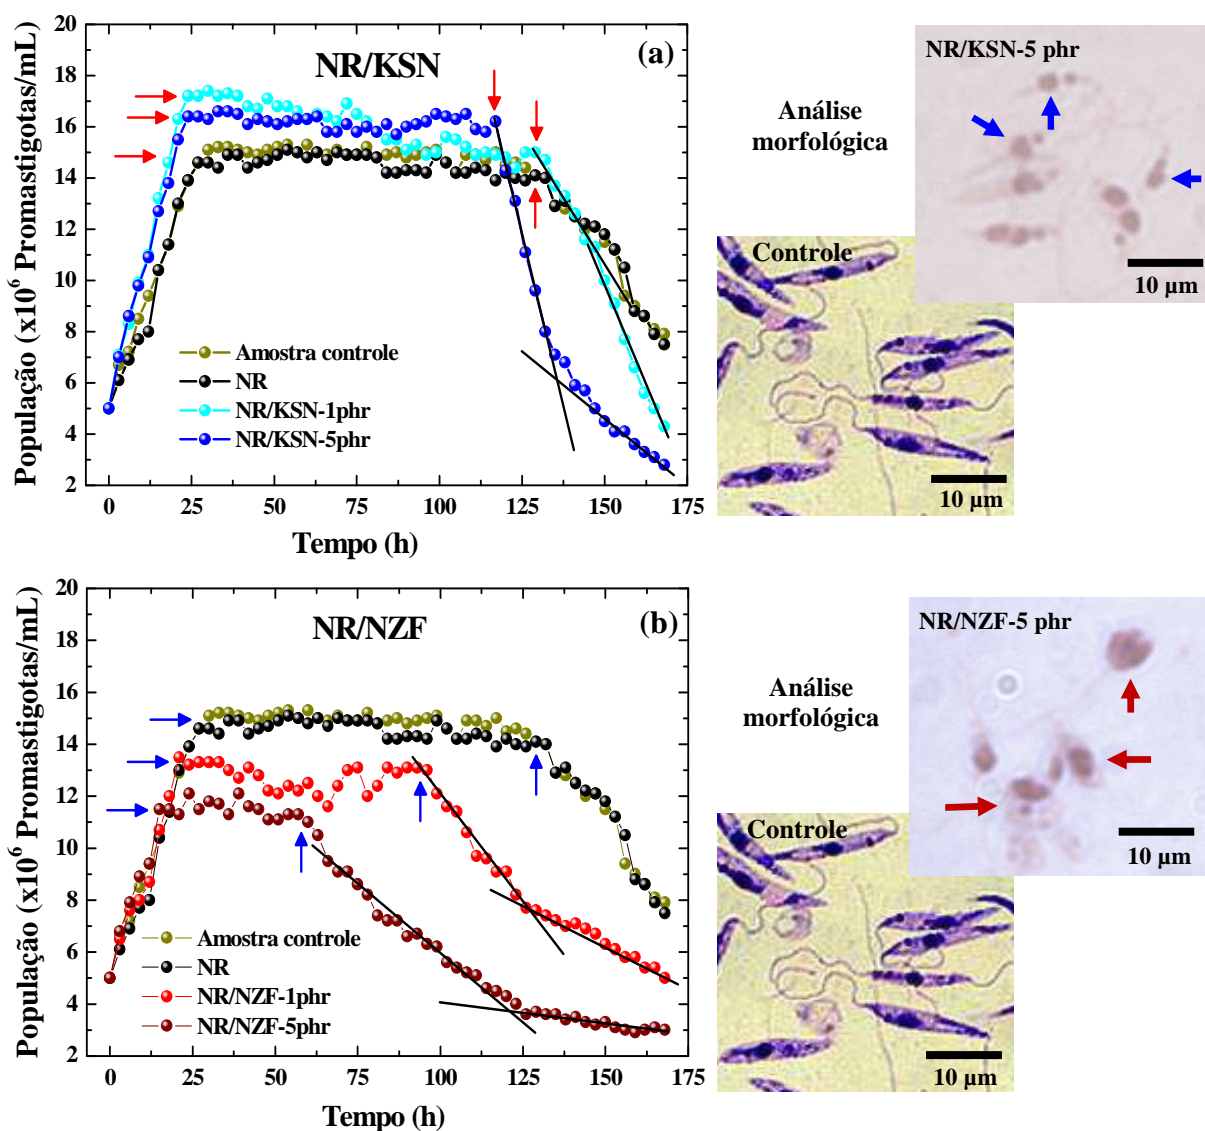 NR/KSN
(a)
20
18
16
14
12
10
8
6
4
2
População (x10⁶ Promastigotas/mL)
Amostra controle
NR
NR/KSN-1phr
NR/KSN-5phr
0 25 50 75 100 125 150 175
Tempo (h)
Análise
morfológica
NR/KSN-5 phr
10 µm
Controle
10 µm
NR/NZF
(b)
20
18
16
14
12
10
8
6
4
2
População (x10⁶ Promastigotas/mL)
Amostra controle
NR
NR/NZF-1phr
NR/NZF-5phr
0 25 50 75 100 125 150 175
Tempo (h)
Análise
morfológica
NR/NZF-5 phr
10 µm
Controle
10 µm